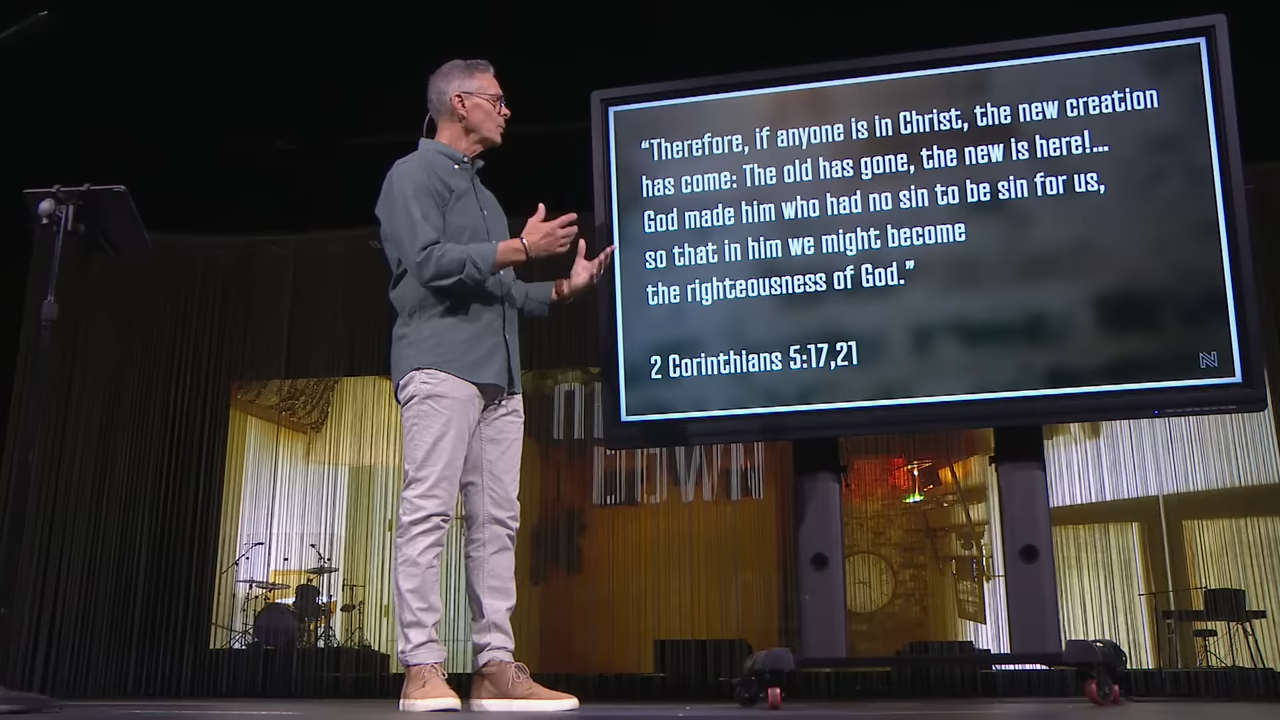 “Therefore, if anyone is in Christ, the new creation
has come: The old has gone, the new is here!...
God made him who had no sin to be sin for us,
so that in him we might become
the righteousness of God.”
2 Corinthians 5:17,21
N